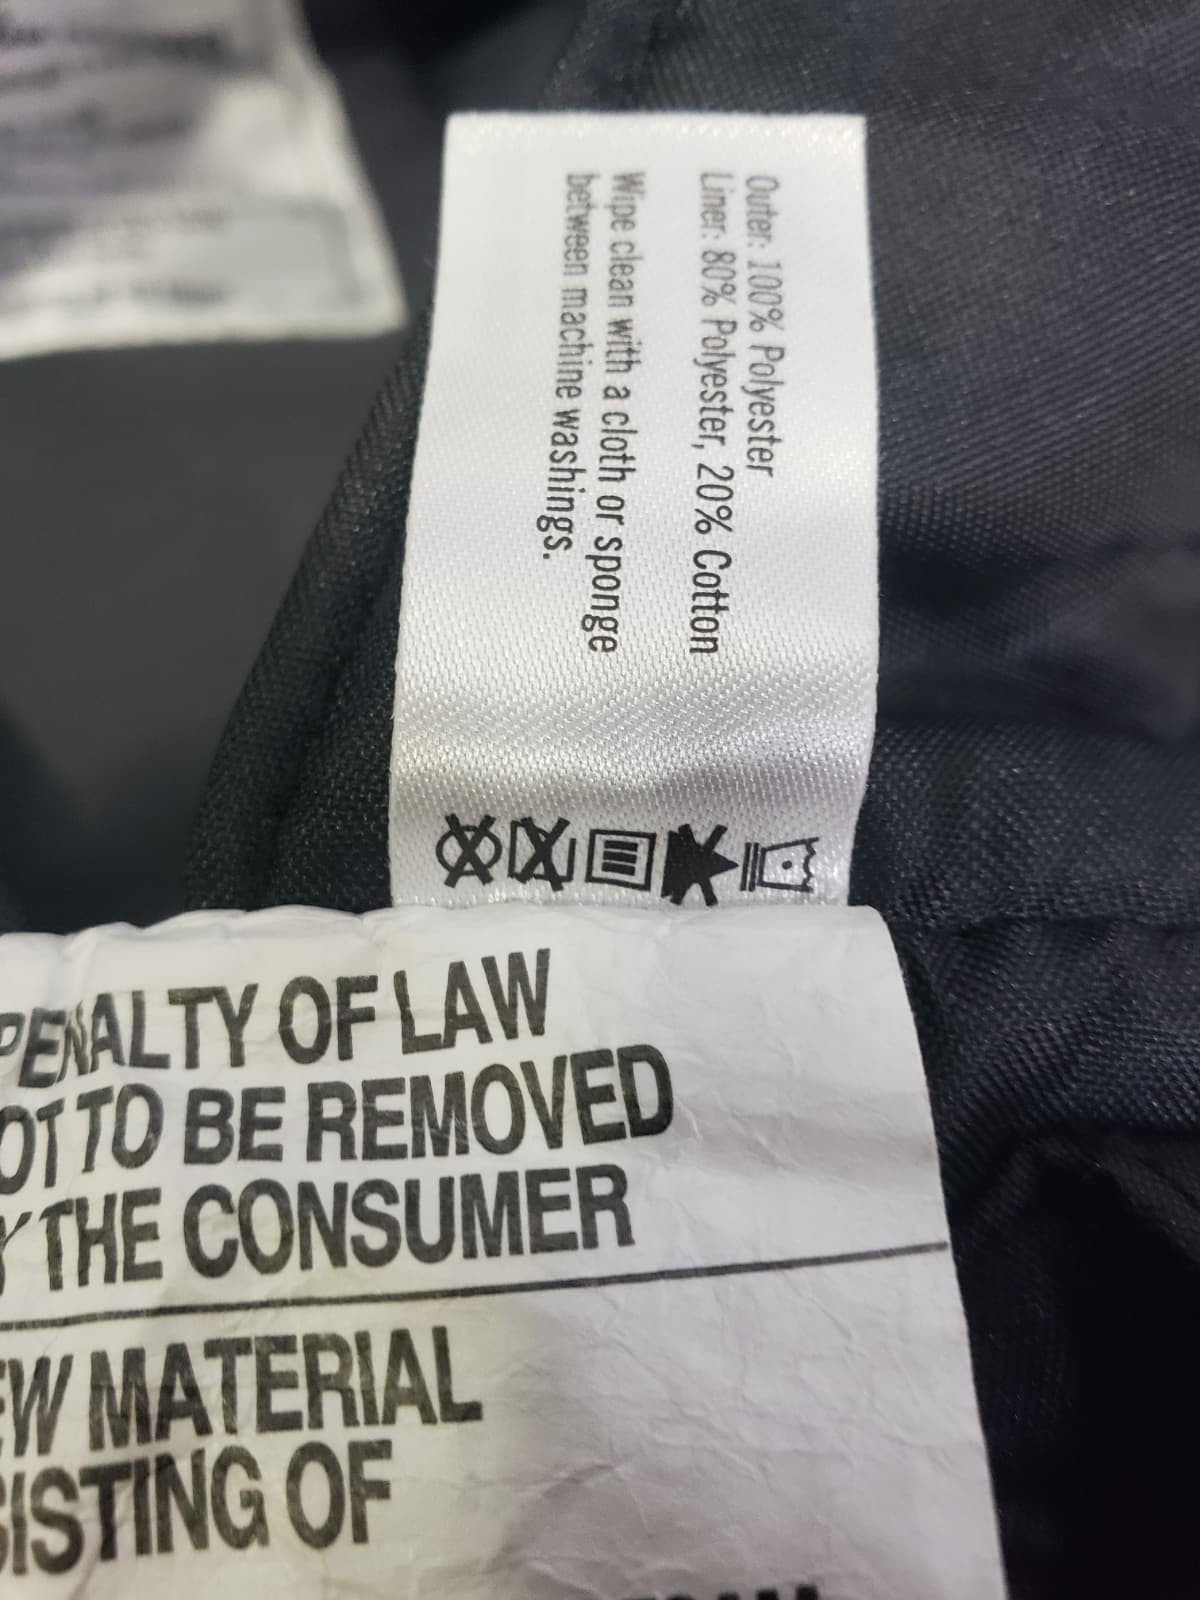 Outer: 100% Polyester
Liner: 80% Polyester, 20% Cotton
Wipe clean with a cloth or sponge
between machine washings.
PENALTY OF LAW
OT TO BE REMOVED
Y THE CONSUMER
EW MATERIAL
SISTING OF